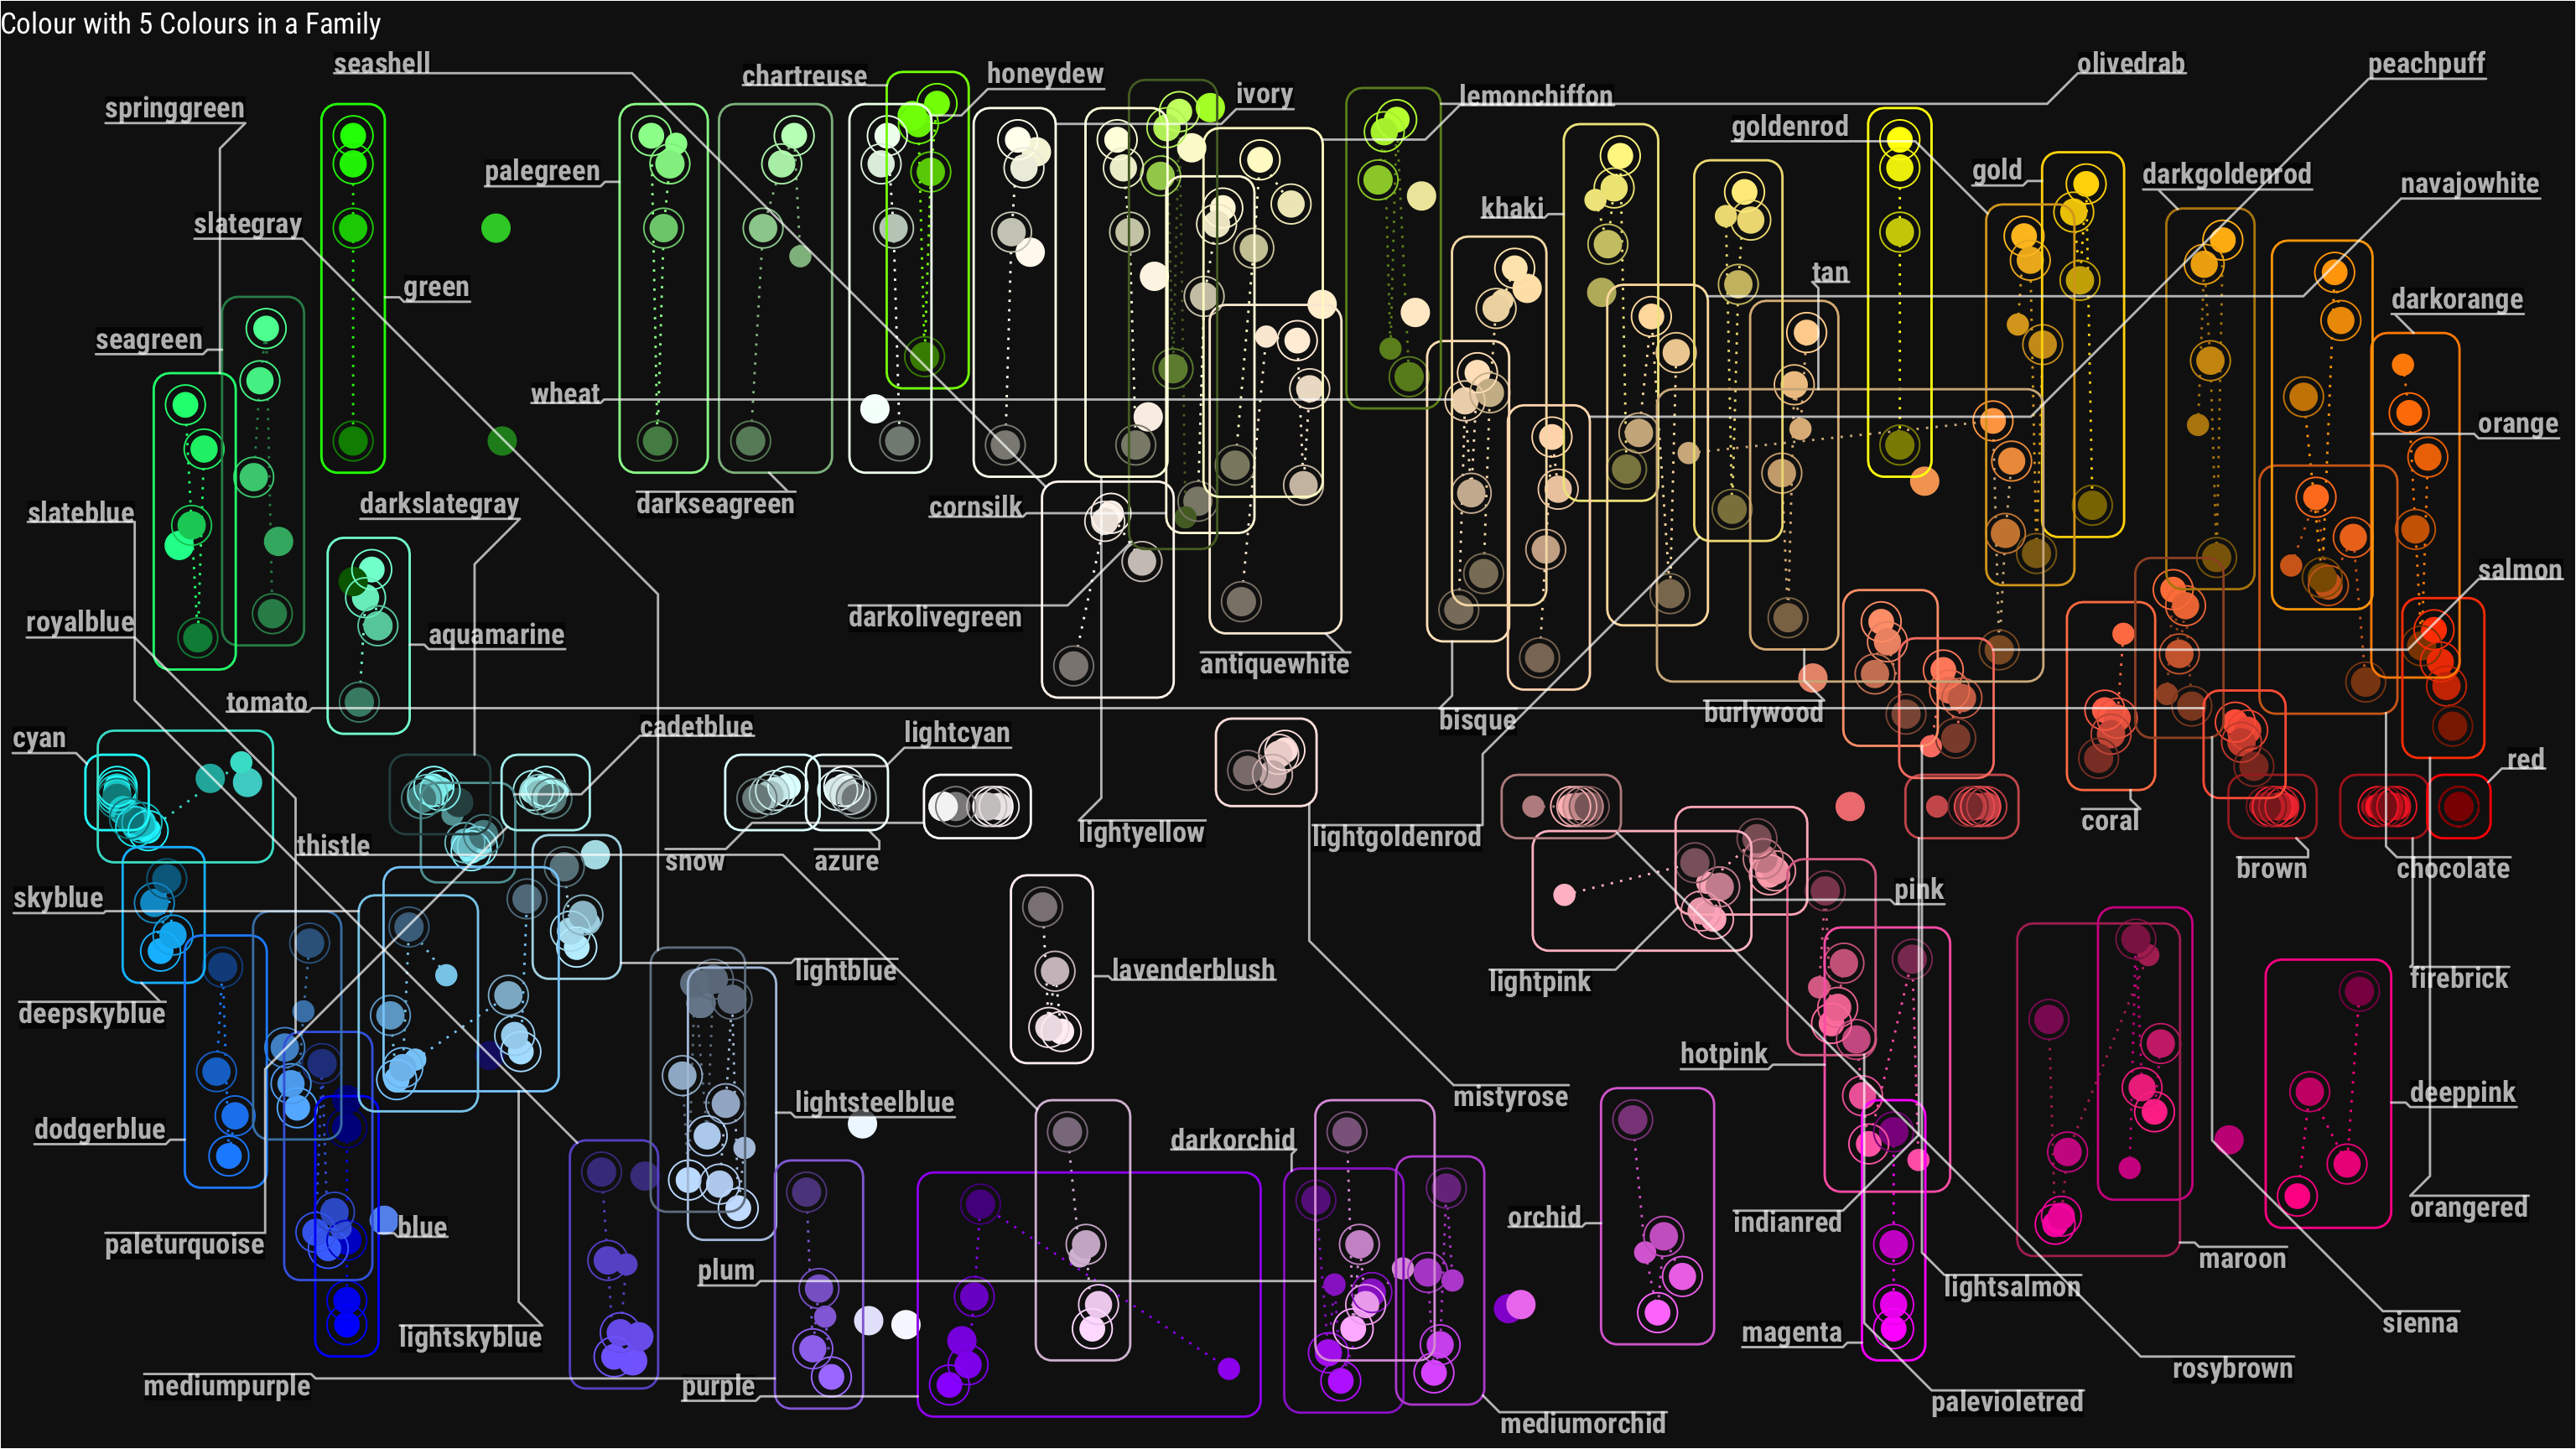 Colour with 5 Colours in a Family
seashell
chartreuse
honeydew
olivedrab
peachpuff
springgreen
ivory
lemonchiffon
goldenrod
palegreen
gold
darkgoldenrod
navajowhite
slategray
khaki
green
tan
darkorange
seagreen
wheat
orange
slateblue
darkslategray
darkseagreen
cornsilk
salmon
royalblue
aquamarine
darkolivegreen
antiquewhite
tomato
cyan
cadetblue
lightcyan
bisque
burlywood
red
thistle
snow
azure
lightyellow
lightgoldenrod
coral
brown
chocolate
skyblue
pink
deepskyblue
lightblue
lavenderblush
lightpink
firebrick
hotpink
dodgerblue
lightsteelblue
mistyrose
darkorchid
deeppink
paleturquoise
blue
orchid
indianred
orangered
plum
maroon
lightsalmon
lightskyblue
magenta
sienna
mediumpurple
purple
rosybrown
palevioletred
mediumorchid